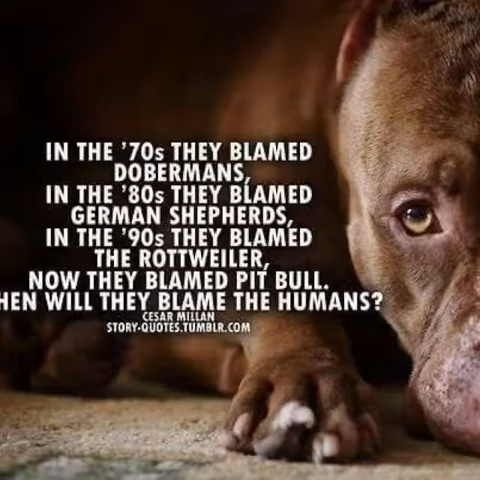 IN THE '70s THEY BLAMED
DOBERMANS,
IN THE '80s THEY BLAMED
GERMAN SHEPHERDS,
IN THE '90s THEY BLAMED
THE ROTTWEILER,
NOW THEY BLAMED PIT BULL.
HEN WILL THEY BLAME THE HUMANS?
CESAR MILLAN
STORY-QUOTES.TUMBLR.COM